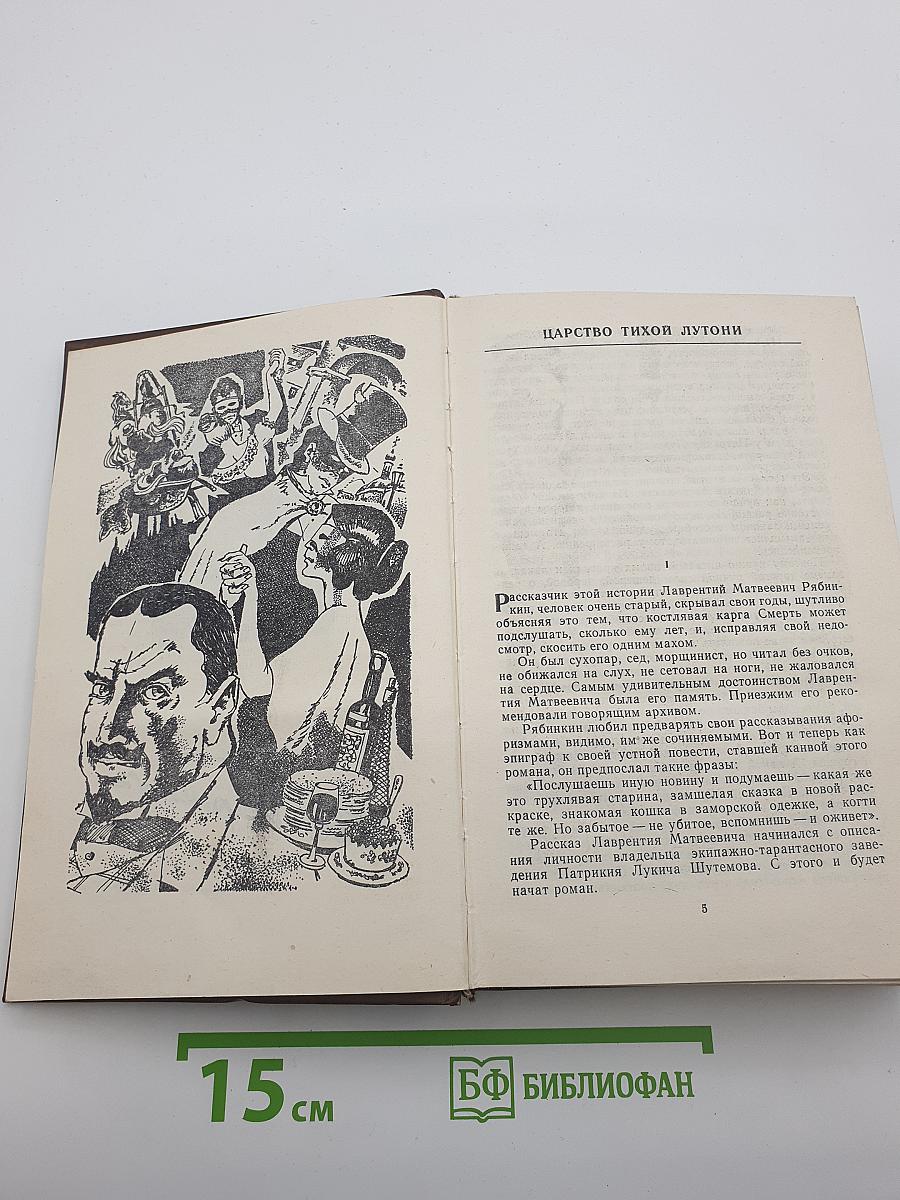 ЦАРСТВО ТИХОЙ ЛУТОНИ
I
Рассказчик этой истории Лаврентий Матвеевич Рябин-
кин, человек очень старый, скрывал свои годы, шутливо
объясняя это тем, что костлявая карга Смерть может
подслушать, сколько ему лет, и, исправляя свой недо-
смотр, скосить его одним махом.
Он был сухопар, сед, морщинист, но читал без очков,
не обижался на слух, не сетовал на ноги, не жаловался
на сердце. Самым удивительным достоинством Лаврен-
тия Матвеевича была его память. Приезжим его реко-
мендовали говорящим архивом.
Рябинкин любил предварять свои рассказывания афо-
ризмами, видимо, им же сочиняемыми. Вот и теперь как
эпиграф к своей устной повести, ставшей канвой этого
романа, он предпослал такие фразы:
«Послушаешь иную новину и подумаешь — какая же
это трухлявая старина, замшелая сказка в новой рас-
краске, знакомая кошка в заморской одежке, а когти
те же. Но забытое — не убитое, вспомнишь — и оживет».
Рассказ Лаврентия Матвеевича начинался с описа-
ния личности владельца экипажно-тарантасного заве-
дения Патрикия Лукича Шутемова. С этого и будет
начат роман.
5
15 см
БФ БИБЛИОФАН